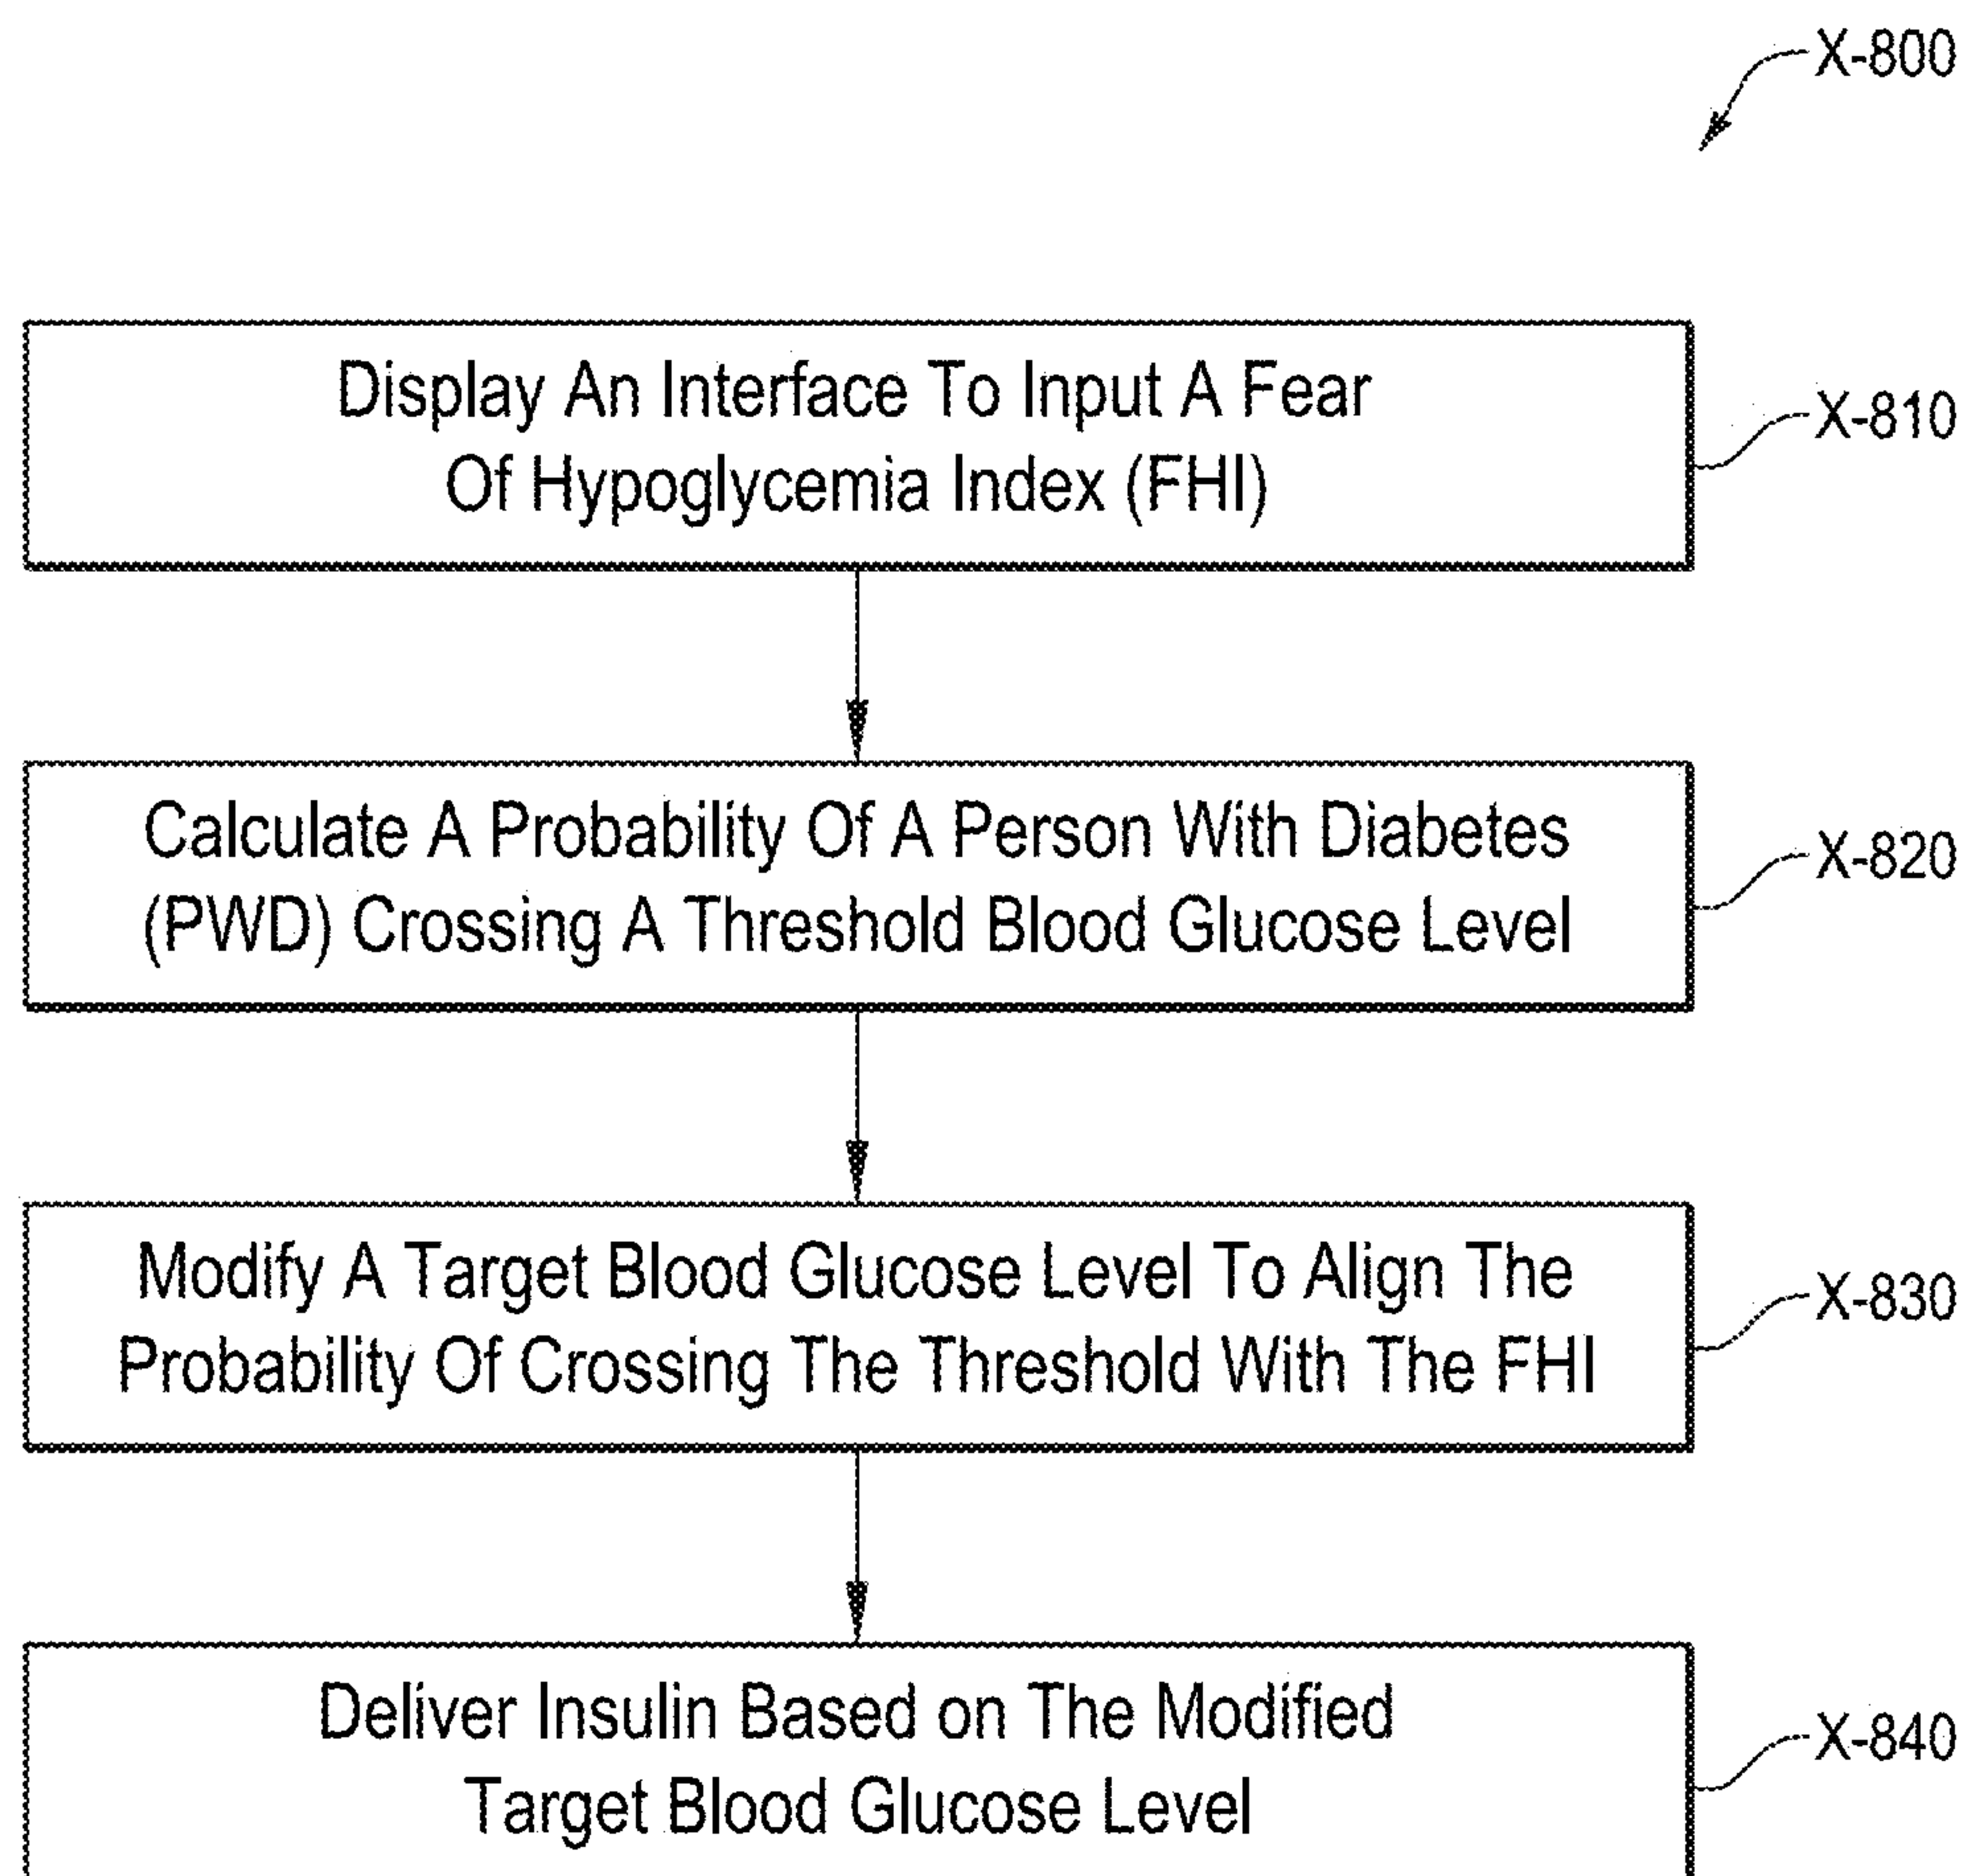 X-800
Display An Interface To Input A Fear
Of Hypoglycemia Index (FHI)
X-810
Calculate A Probability Of A Person With Diabetes
(PWD) Crossing A Threshold Blood Glucose Level
X-820
Modify A Target Blood Glucose Level To Align The
Probability Of Crossing The Threshold With The FHI
X-830
Deliver Insulin Based on The Modified
Target Blood Glucose Level
X-840